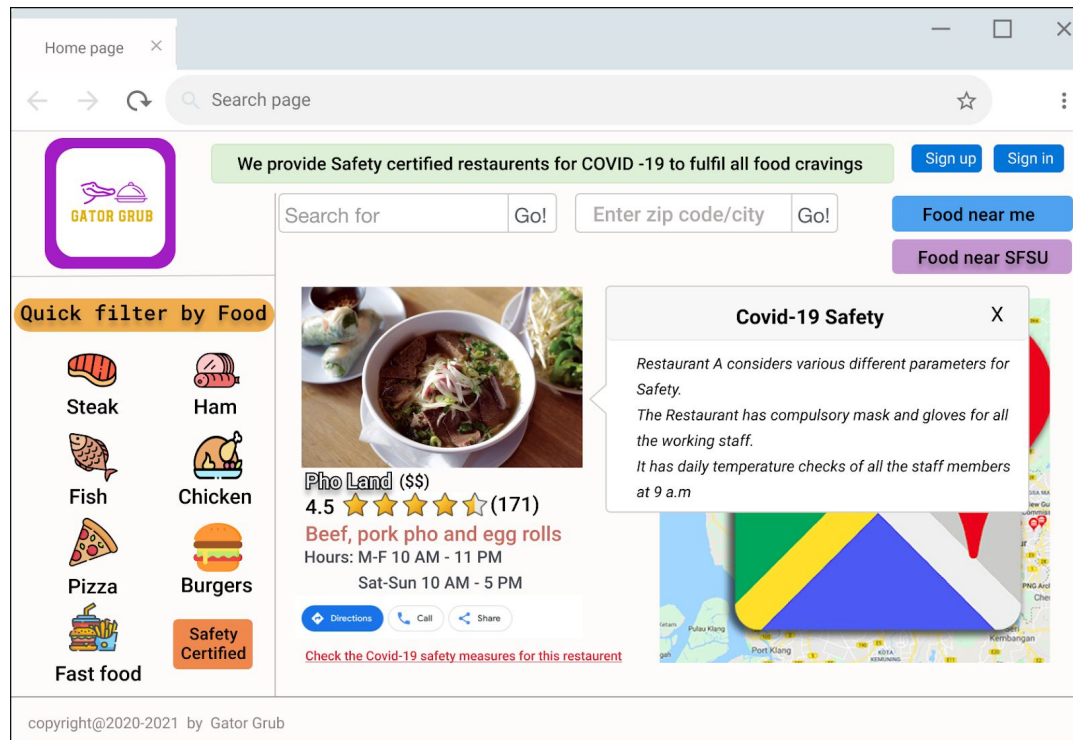 Home page
Search page
GATOR GRUB
We provide Safety certified restaurents for COVID -19 to fulfil all food cravings
Sign up
Sign in
Search for
Go!
Enter zip code/city
Go!
Food near me
Food near SFSU
Quick filter by Food
Steak
Ham
Fish
Chicken
Pizza
Burgers
Fast food
Safety
Certified
Pho Land ($$)
4.5 (171)
Beef, pork pho and egg rolls
Hours: M-F 10 AM - 11 PM
Sat-Sun 10 AM - 5 PM
Directions
Call
Share
Check the Covid-19 safety measures for this restaurent
Covid-19 Safety
X
Restaurant A considers various different parameters for
Safety.
The Restaurant has compulsory mask and gloves for all
the working staff.
It has daily temperature checks of all the staff members
at 9 a.m
Pulau Klang
Port Klang
KOTA
KEMUNING
Kembangan
copyright@2020-2021 by Gator Grub